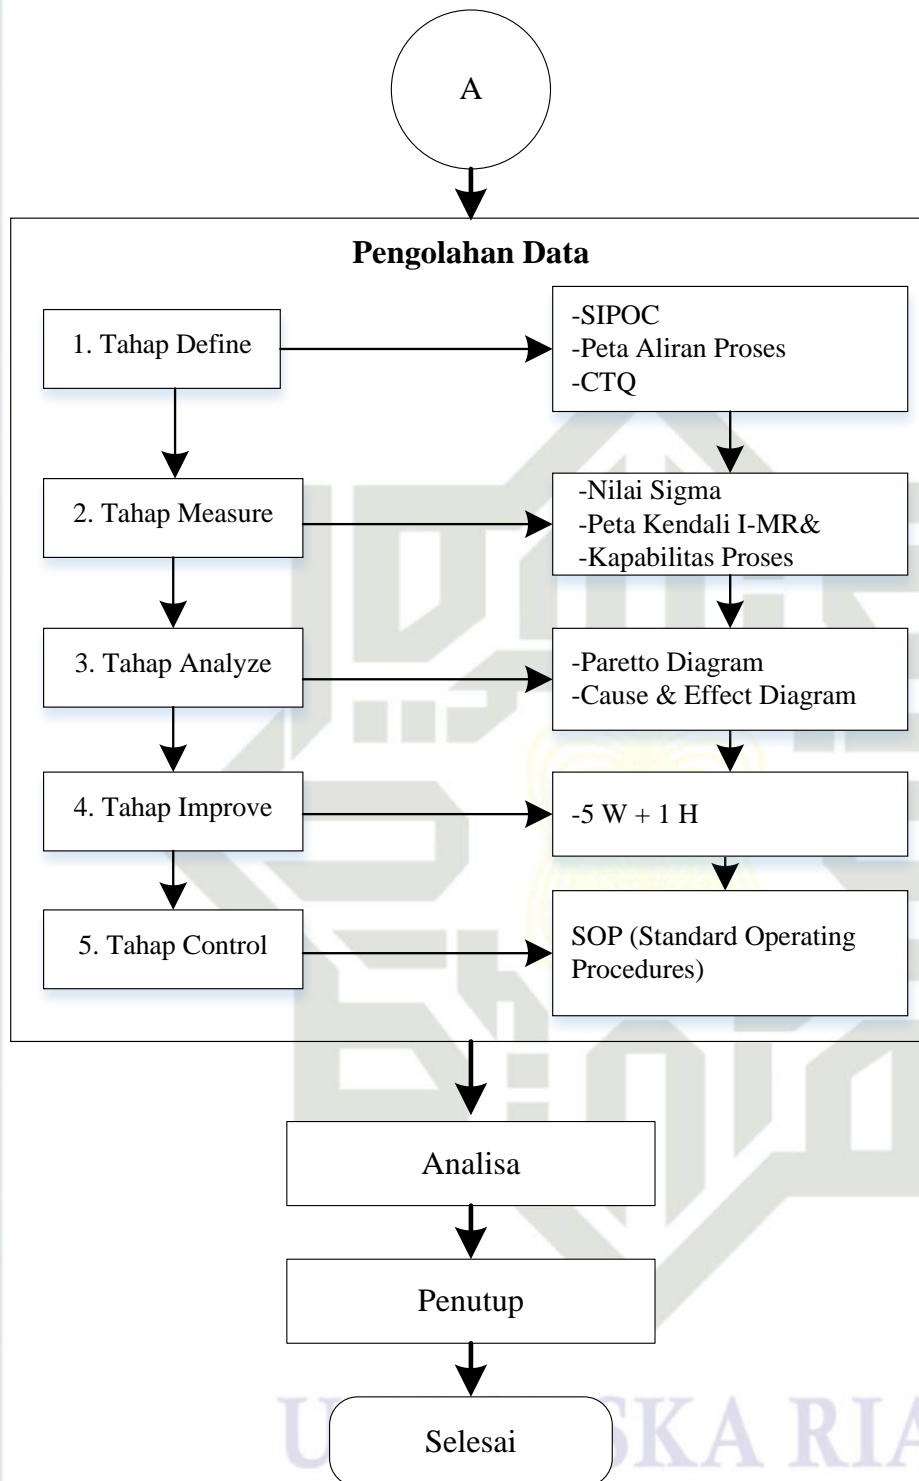 A
Pengolahan Data
1. Tahap Define
-SIPOC
-Peta Aliran Proses
-CTQ
2. Tahap Measure
-Nilai Sigma
-Peta Kendali I-MR&
-Kapabilitas Proses
3. Tahap Analyze
-Paretto Diagram
-Cause & Effect Diagram
4. Tahap Improve
-5 W + 1 H
5. Tahap Control
SOP (Standard Operating
Procedures)
Analisa
Penutup
Selesai